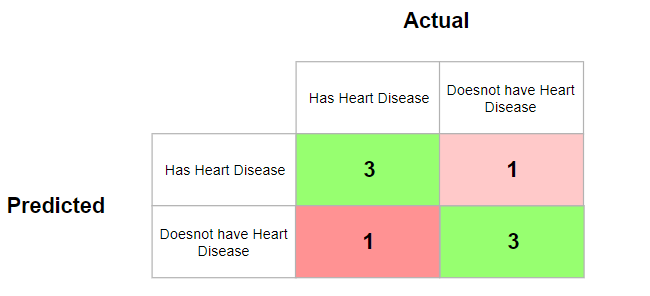 Actual
Has Heart Disease
Doesnot have Heart
Disease
Has Heart Disease
3
1
Predicted
Doesnot have Heart
Disease
1
3